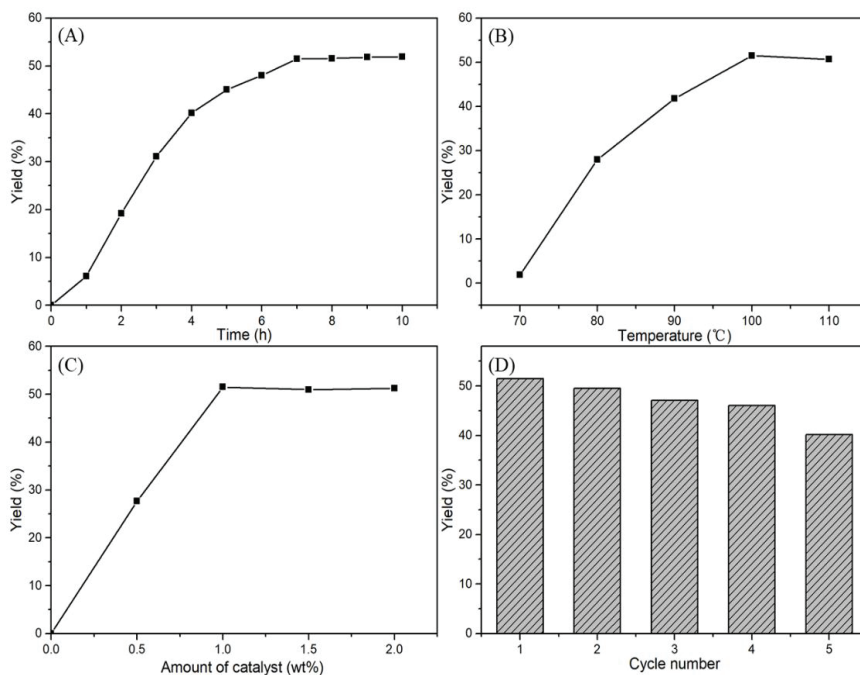 (A)
Yield (%)
60
50
40
30
20
10
0
0 2 4 6 8 10
Time (h)
(B)
Yield (%)
60
50
40
30
20
10
0
70 80 90 100 110
Temperature (℃)
(C)
Yield (%)
60
50
40
30
20
10
0
0.0 0.5 1.0 1.5 2.0
Amount of catalyst (wt%)
(D)
Yield (%)
50
40
30
20
10
0
1 2 3 4 5
Cycle number